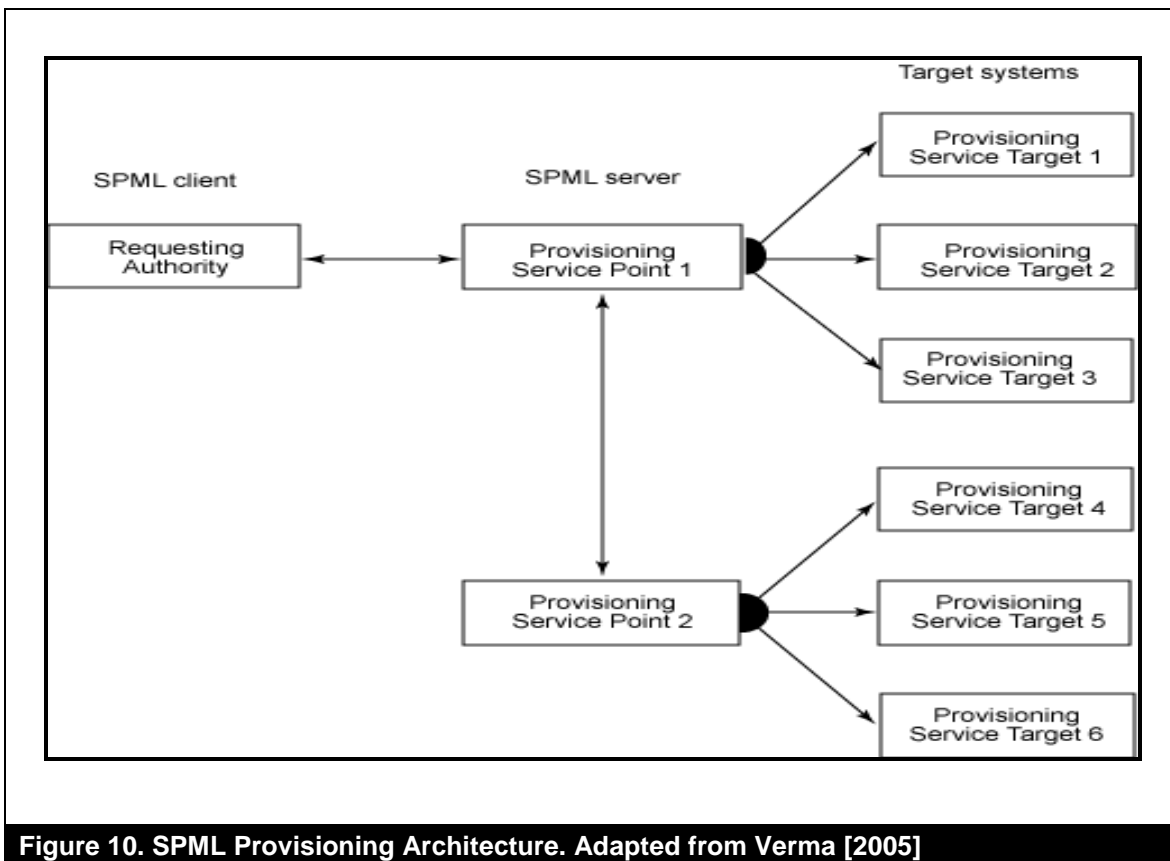 Target systems
Provisioning
Service Target 1
SPML client
SPML server
Requesting
Authority
Provisioning
Service Point 1
Provisioning
Service Target 2
Provisioning
Service Target 3
Provisioning
Service Target 4
Provisioning
Service Point 2
Provisioning
Service Target 5
Provisioning
Service Target 6
Figure 10. SPML Provisioning Architecture. Adapted from Verma [2005]